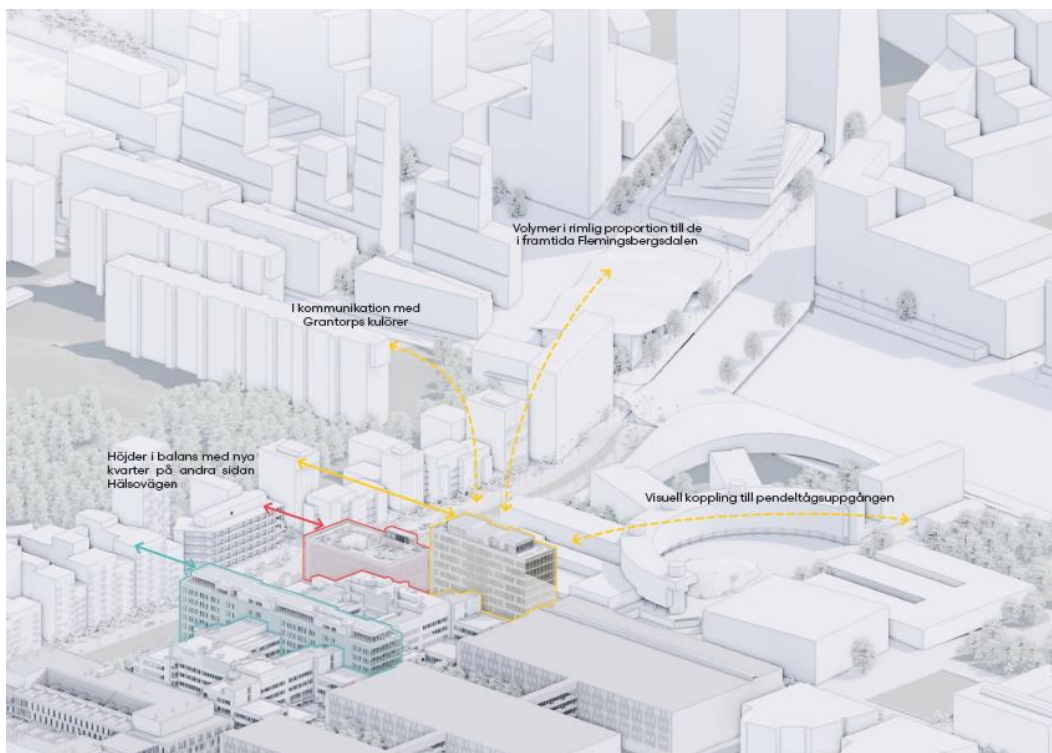 Volymer i rimlig proportion till de
i framtida Flemingsbergsdalen
I kommunikation med
Grantorps kulörer
Höjder i balans med nya
kvarter på andra sidan
Hälsovägen
Visuell koppling till pendeltågsuppgången